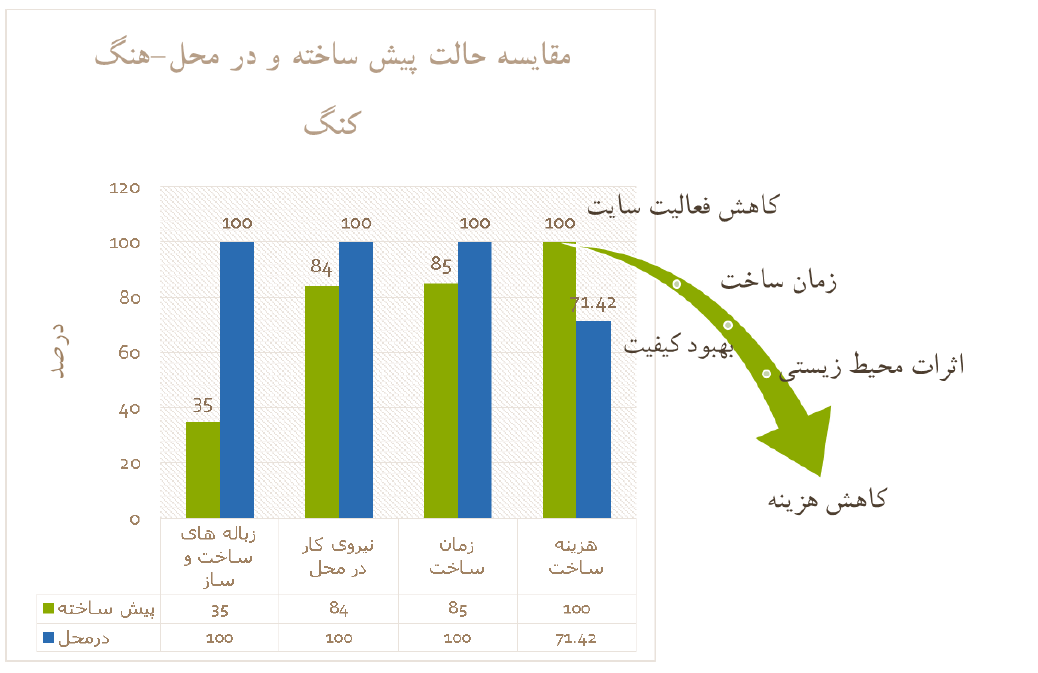 مقایسه حالت پیش ساخته و در محل–هنگ
کنگ
درصد
120
100
80
60
40
20
0
35
100
84
100
85
100
100
71.42
زباله های
ساخت و
ساز
نیروی کار
در محل
زمان
ساخت
هزینه
ساخت
پیش ساخته 35 84 85 100
درمحل 100 100 100 71.42
کاهش فعالیت سایت
زمان ساخت
بهبود کیفیت
اثرات محیط زیستی
کاهش هزینه